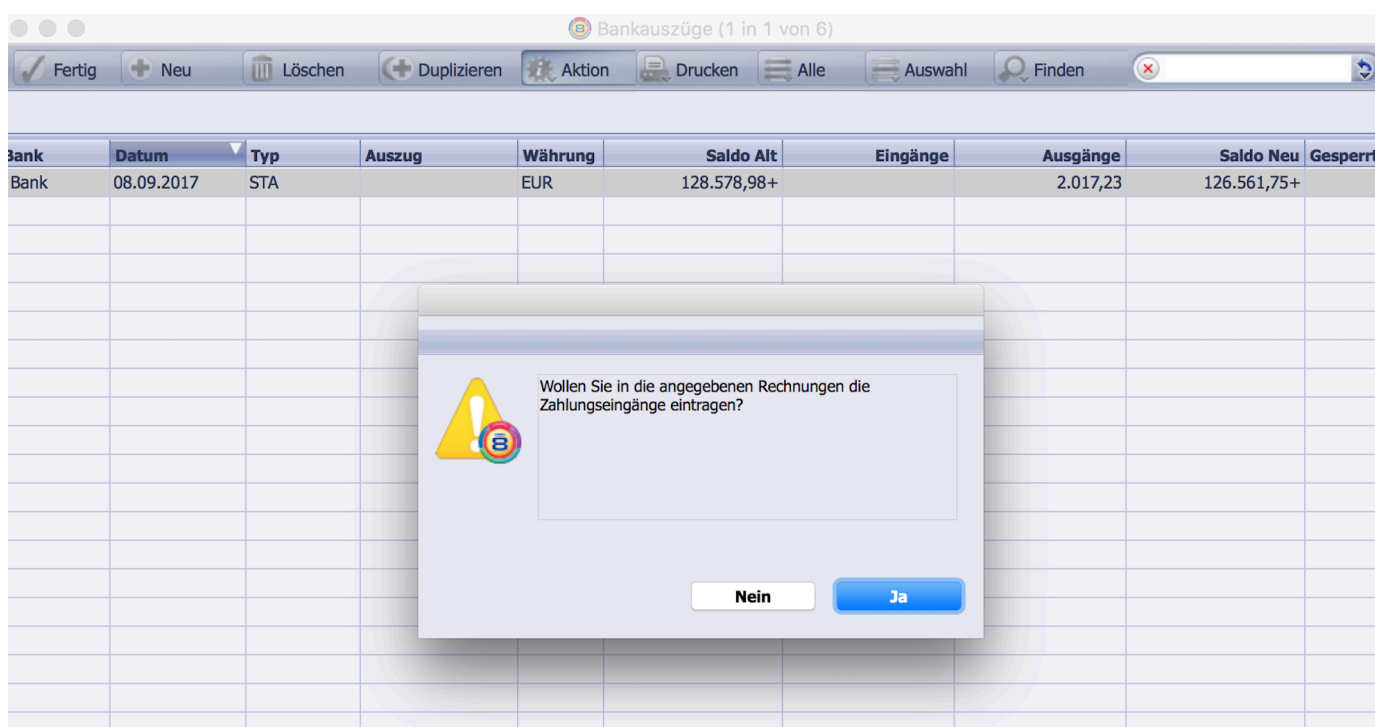 Bankauszüge (1 in 1 von 6)
Fertig Neu Löschen Duplizieren Aktion Drucken Alle Auswahl Finden
Bank Datum Typ Auszug Währung Saldo Alt Eingänge Ausgänge Saldo Neu Gesperrt
Bank 08.09.2017 STA EUR 128.578,98+ 2.017,23 126.561,75+
Wollen Sie in die angegebenen Rechnungen die
Zahlungseingänge eintragen?
8
Nein Ja